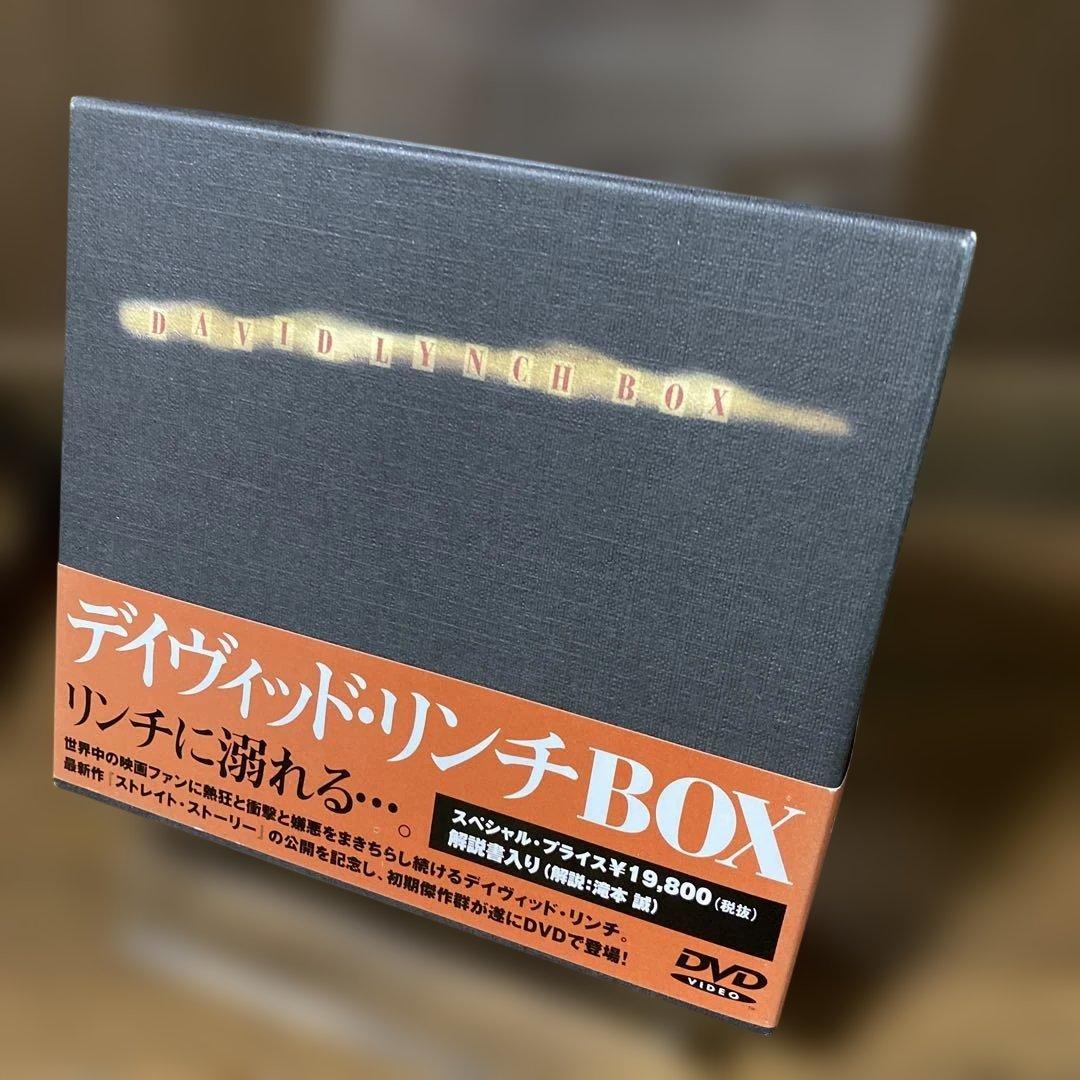 DAVID LYNCH BOX
デイヴィッド・リンチBOX
リンチに溺れる…。
世界中の映画ファンに熱狂と衝撃と嫌悪をまきちらし続けるデイヴィッド・リンチ。
最新作『ストレイト・ストーリー』の公開を記念し、初期傑作群が遂にDVDで登場!
スペシャル・プライス¥19,800(税抜)
解説書入り(解説:滝本 誠)
DVD
VIDEO